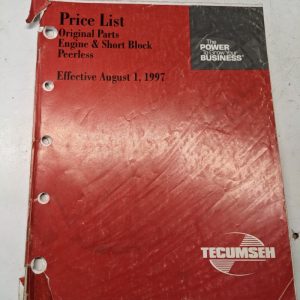 Price List
Original Parts
Engine & Short Block
Peerless
Effective August 1, 1997
The
POWER
To Grow Your
BUSINESS
TECUMSEH